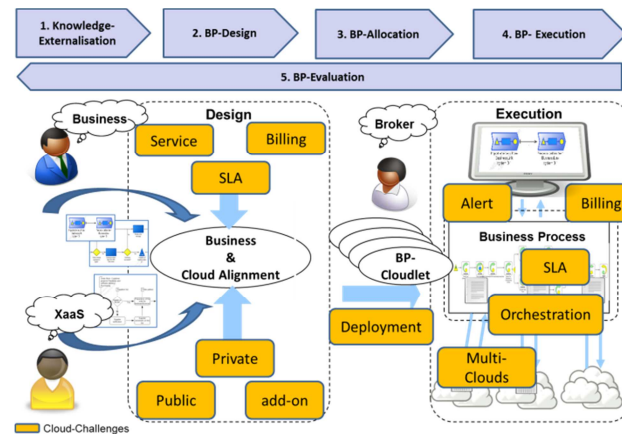 1. Knowledge-
Externalisation
2. BP-Design
3. BP-Allocation
4. BP- Execution
5. BP-Evaluation
Business
Design
Service
Billing
SLA
Business
&
Cloud Alignment
XaaS
Private
Public
add-on
Broker
BP-
Cloudlet
Deployment
Execution
Alert
Billing
Business Process
SLA
Orchestration
Multi-
Clouds
Cloud-Challenges